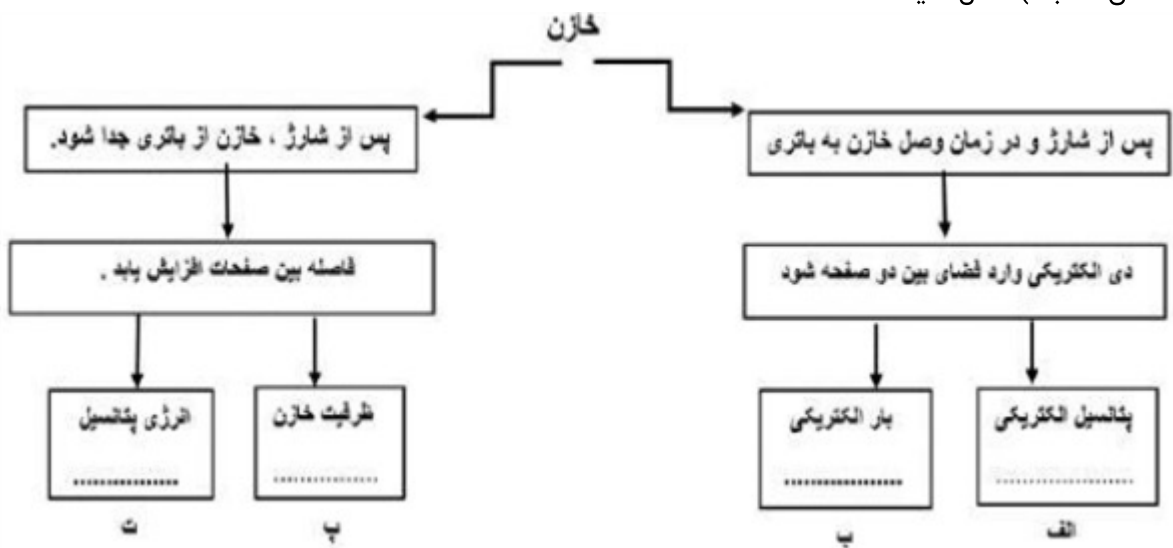 خازن
پس از شارژ و در زمان وصل خازن به باتری
دی الکتریکی وارد فضای بین دو صفحه شود
پتانسیل الکتریکی
...............
الف
بار الکتریکی
.................
ب
پس از شارژ ، خازن از باتری جدا شود.
فاصله بین صفحات افزایش یابد .
ظرفیت خازن
...............
پ
انرژی پتانسیل
................
ت